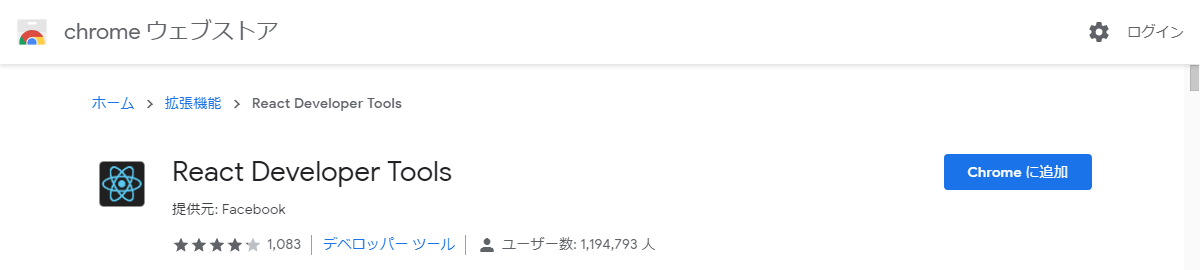 chrome ウェブストア
ログイン
ホーム > 拡張機能 > React Developer Tools
React Developer Tools
Chrome に追加
提供元: Facebook
1,083 | デベロッパー ツール | ユーザー数: 1,194,793 人